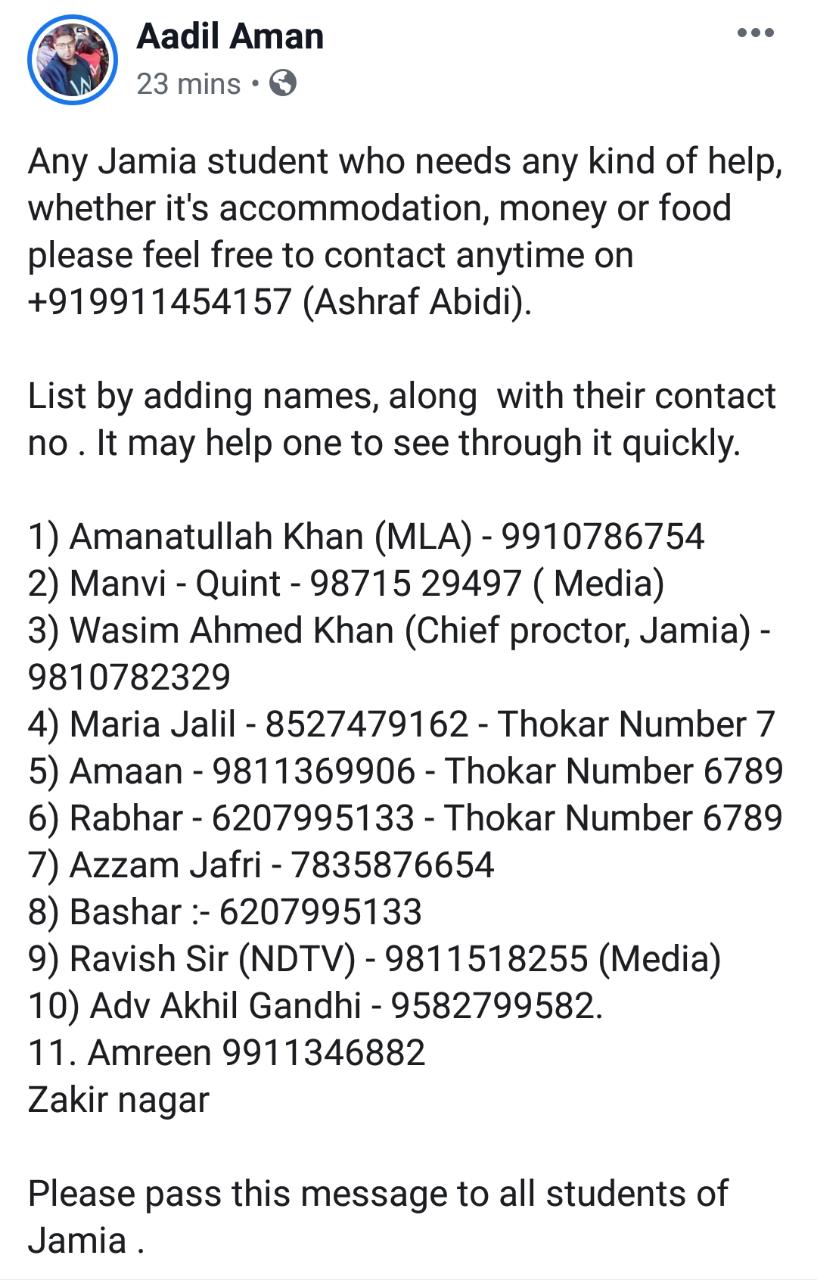 Aadil Aman
23 mins •
Any Jamia student who needs any kind of help,
whether it's accommodation, money or food
please feel free to contact anytime on
+919911454157 (Ashraf Abidi).
List by adding names, along  with their contact
no . It may help one to see through it quickly.
1) Amanatullah Khan (MLA) - 9910786754
2) Manvi - Quint - 98715 29497 ( Media)
3) Wasim Ahmed Khan (Chief proctor, Jamia) -
9810782329
4) Maria Jalil - 8527479162 - Thokar Number 7
5) Amaan - 9811369906 - Thokar Number 6789
6) Rabhar - 6207995133 - Thokar Number 6789
7) Azzam Jafri - 7835876654
8) Bashar :- 6207995133
9) Ravish Sir (NDTV) - 9811518255 (Media)
10) Adv Akhil Gandhi - 9582799582.
11. Amreen 9911346882
Zakir nagar
Please pass this message to all students of
Jamia .